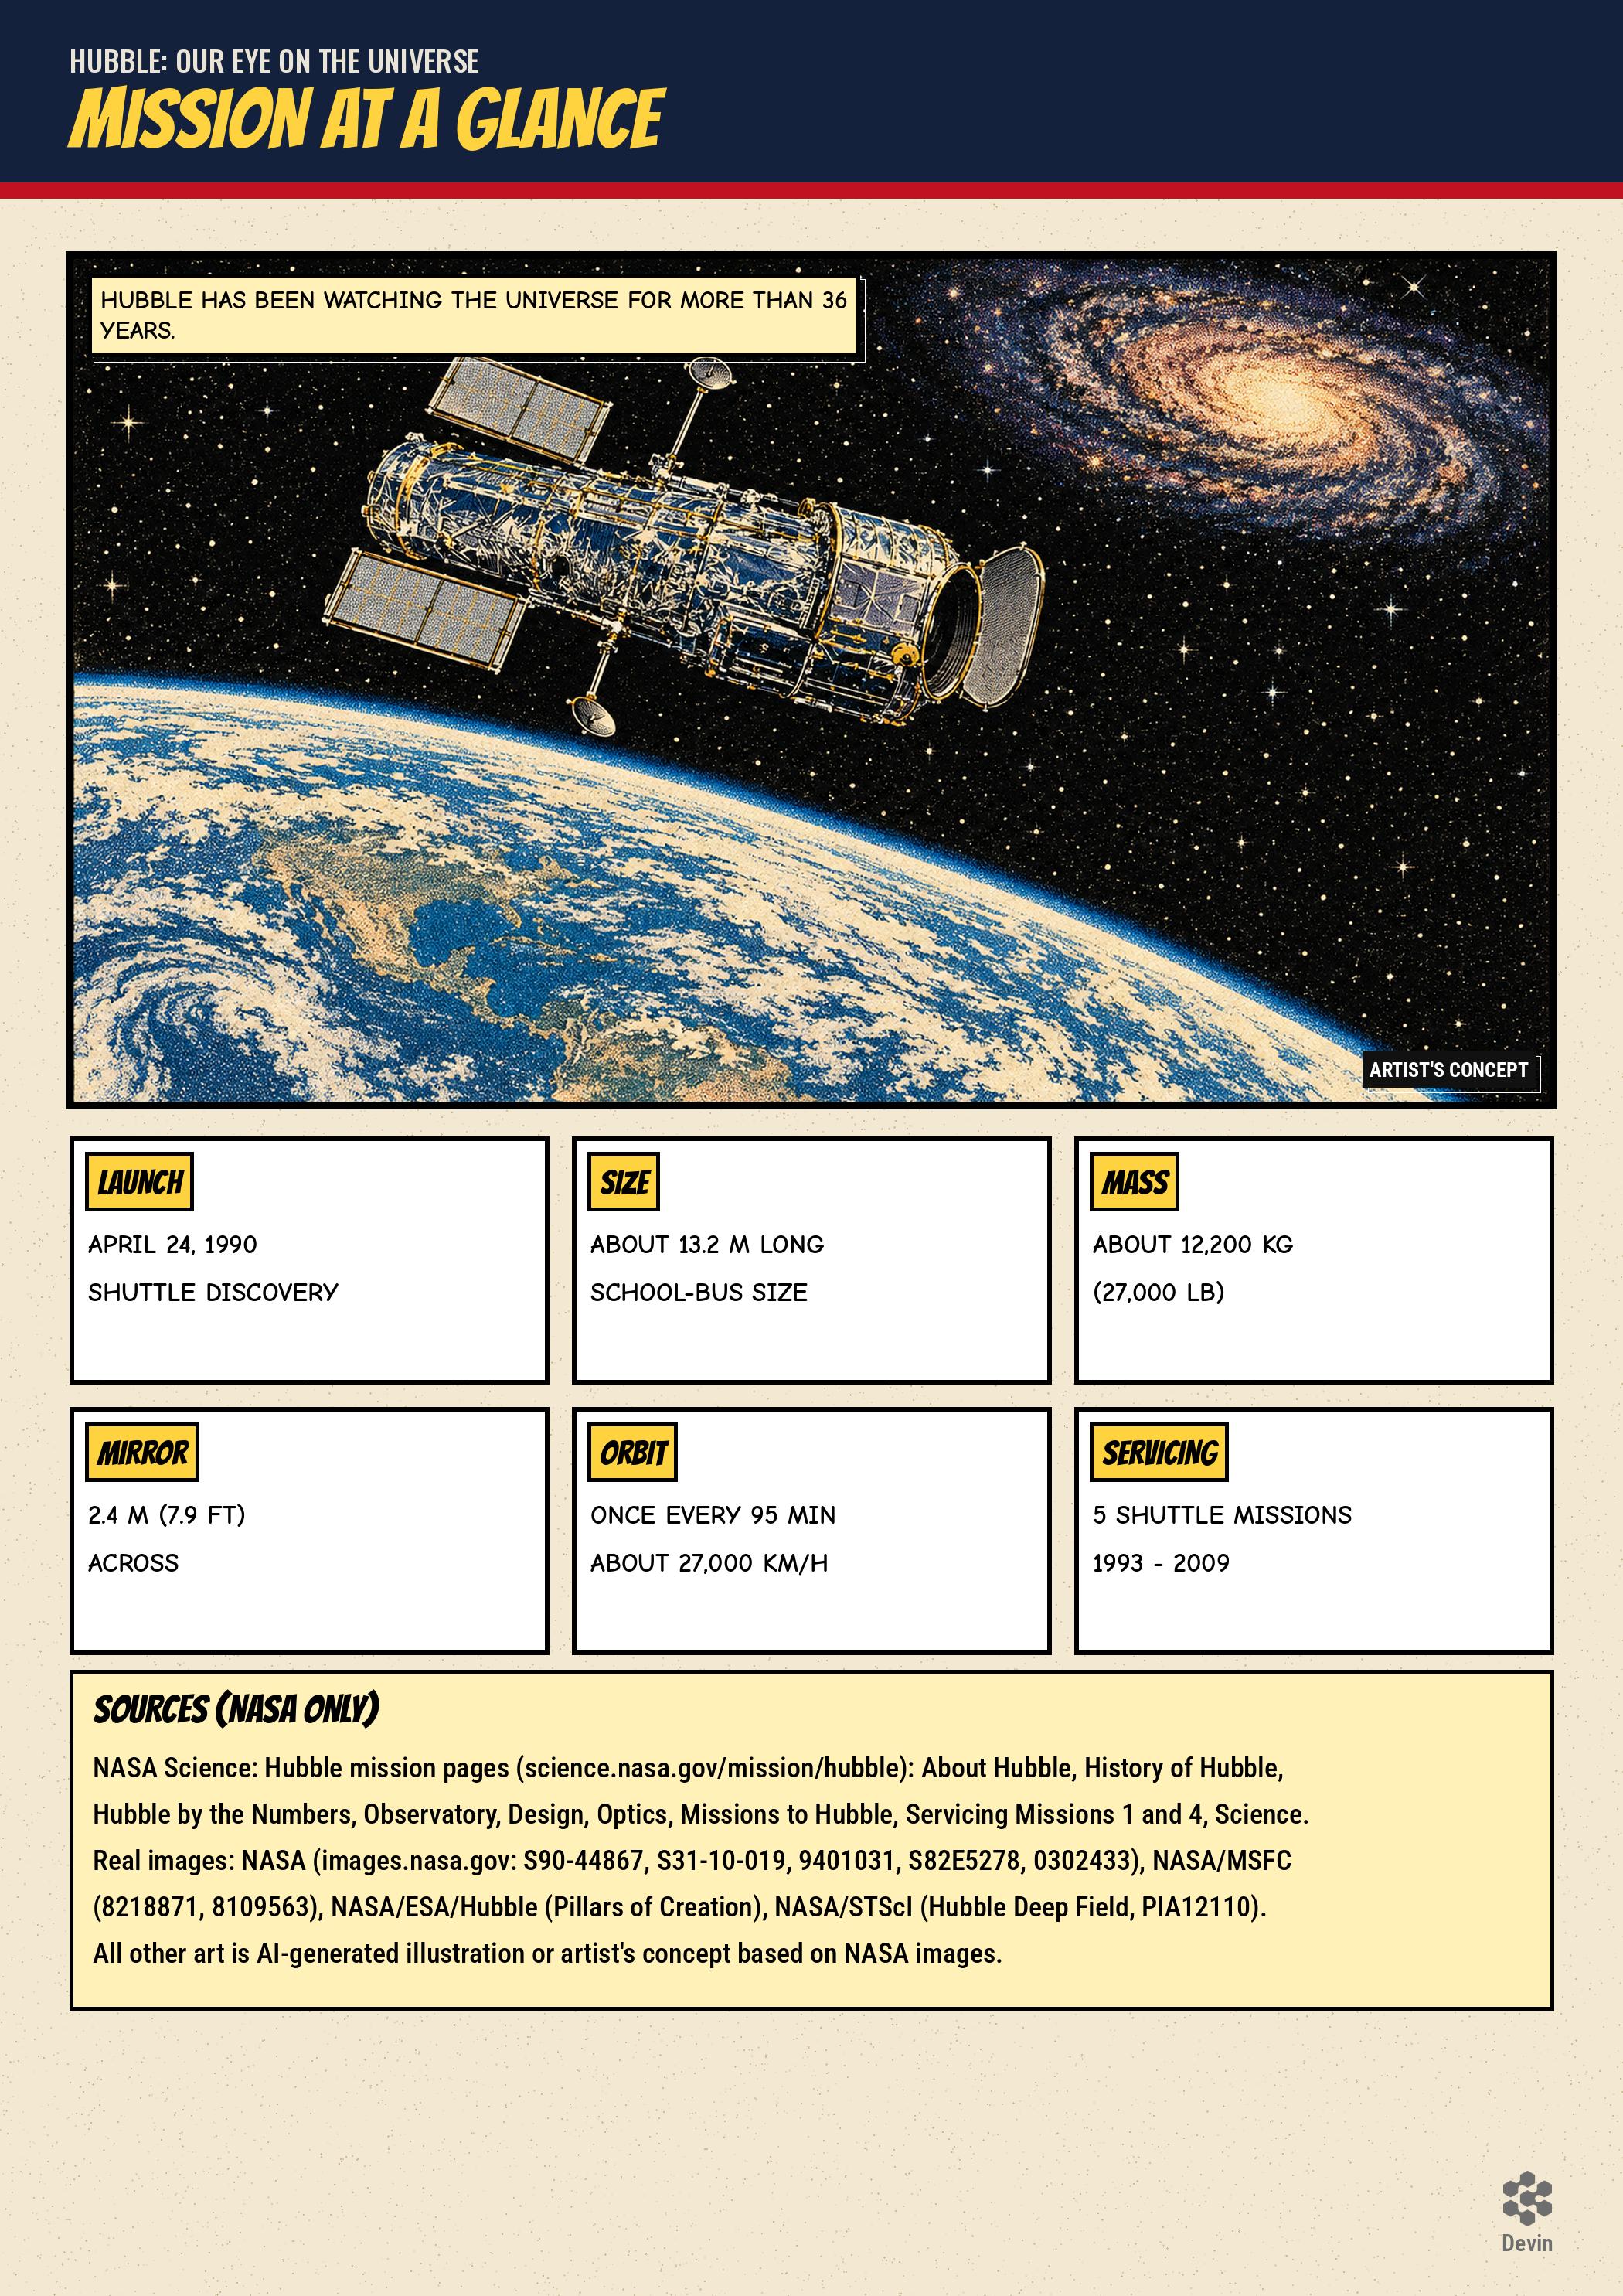 HUBBLE: OUR EYE ON THE UNIVERSE
MISSION AT A GLANCE
HUBBLE HAS BEEN WATCHING THE UNIVERSE FOR MORE THAN 36
YEARS.
ARTIST'S CONCEPT
LAUNCH
APRIL 24, 1990
SHUTTLE DISCOVERY
SIZE
ABOUT 13.2 M LONG
SCHOOL-BUS SIZE
MASS
ABOUT 12,200 KG
(27,000 LB)
MIRROR
2.4 M (7.9 FT)
ACROSS
ORBIT
ONCE EVERY 95 MIN
ABOUT 27,000 KM/H
SERVICING
5 SHUTTLE MISSIONS
1993 - 2009
SOURCES (NASA ONLY)
NASA Science: Hubble mission pages (science.nasa.gov/mission/hubble): About Hubble, History of Hubble,
Hubble by the Numbers, Observatory, Design, Optics, Missions to Hubble, Servicing Missions 1 and 4, Science.
Real images: NASA (images.nasa.gov: S90-44867, S31-10-019, 9401031, S82E5278, 0302433), NASA/MSFC
(8218871, 8109563), NASA/ESA/Hubble (Pillars of Creation), NASA/STScI (Hubble Deep Field, PIA12110).
All other art is AI-generated illustration or artist's concept based on NASA images.
Devin